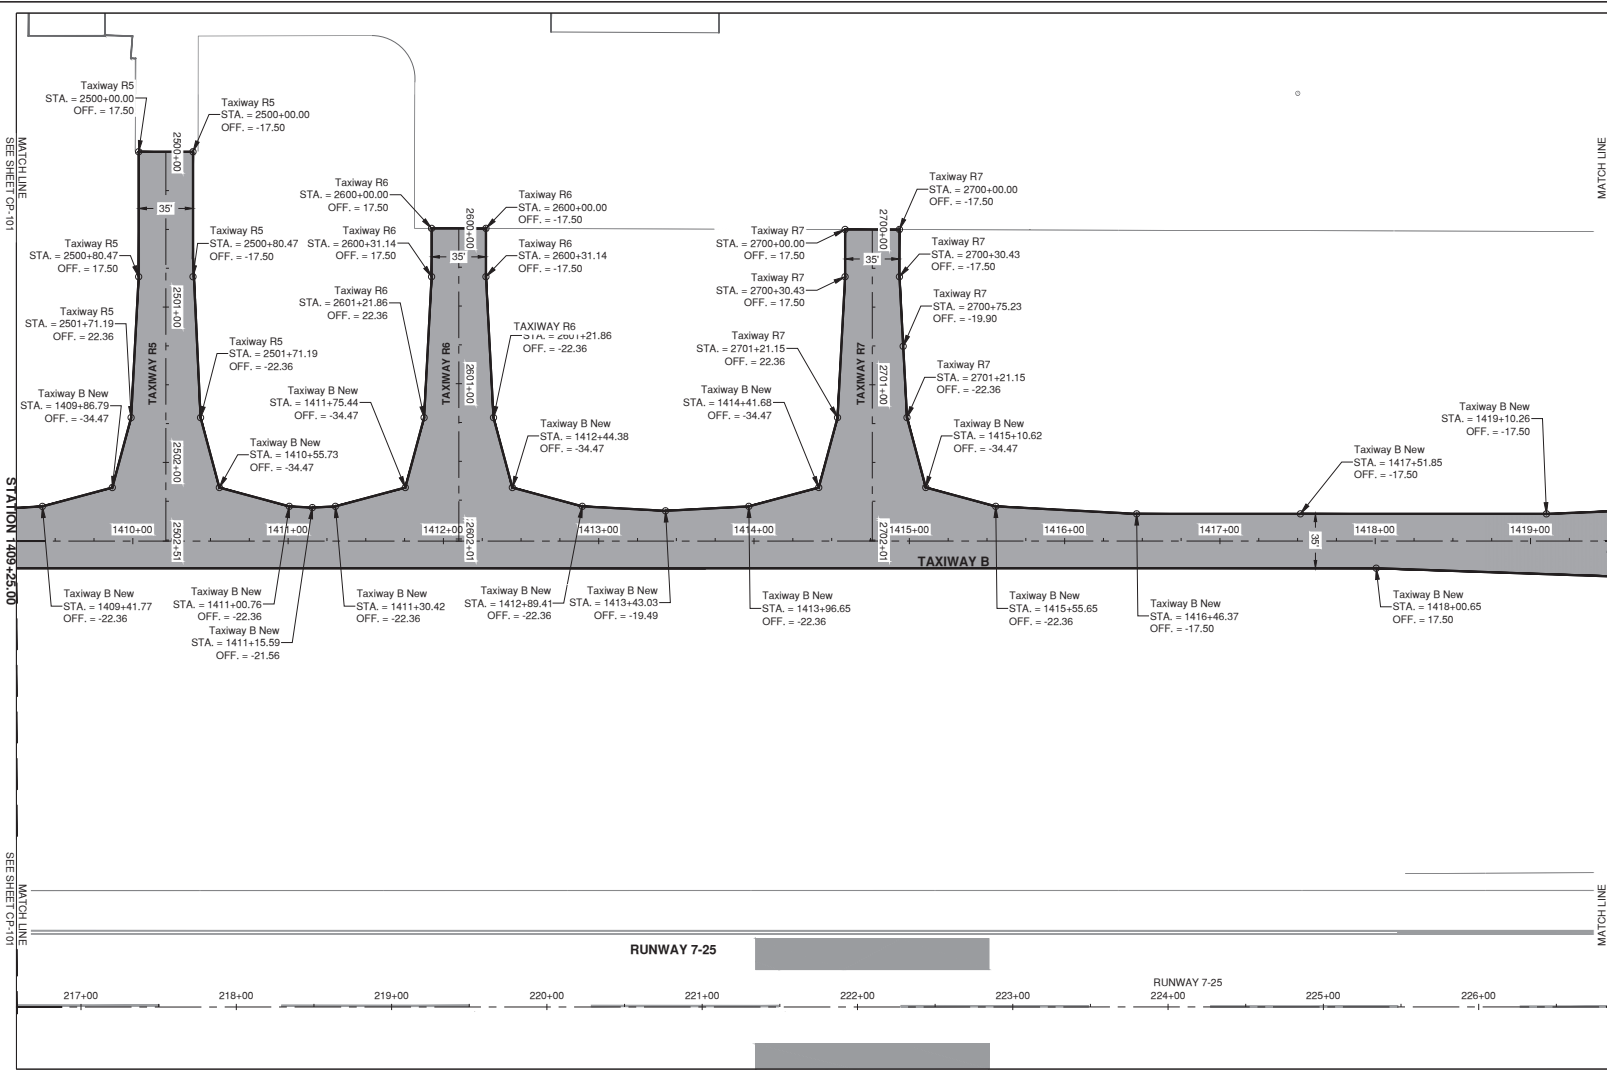 Taxiway R5
STA. = 2500+00.00
OFF. = 17.50
Taxiway R5
STA. = 2500+00.00
OFF. = -17.50
2500+00
MATCH LINE
SEE SHEET CP-101
MATCH LINE
35'
Taxiway R5
STA. = 2500+80.47
OFF. = 17.50
Taxiway R5
STA. = 2500+80.47
OFF. = -17.50
Taxiway R6
STA. = 2600+00.00
OFF. = 17.50
Taxiway R6
STA. = 2600+00.00
OFF. = -17.50
2600+00
35'
Taxiway R6
STA. = 2600+31.14
OFF. = 17.50
Taxiway R6
STA. = 2600+31.14
OFF. = -17.50
Taxiway R7
STA. = 2700+00.00
OFF. = -17.50
2700+00
35'
Taxiway R7
STA. = 2700+00.00
OFF. = 17.50
Taxiway R7
STA. = 2700+30.43
OFF. = -17.50
Taxiway R7
STA. = 2700+30.43
OFF. = 17.50
Taxiway R7
STA. = 2700+75.23
OFF. = -19.90
Taxiway R5
STA. = 2501+71.19
OFF. = 22.36
2501+00
TAXIWAY R5
Taxiway R5
STA. = 2501+71.19
OFF. = -22.36
Taxiway R6
STA. = 2601+21.86
OFF. = 22.36
TAXIWAY R6
2601+00
TAXIWAY R6
STA. = 2601+21.86
OFF. = -22.36
Taxiway R7
STA. = 2701+21.15
OFF. = 22.36
TAXIWAY R7
2701+00
Taxiway R7
STA. = 2701+21.15
OFF. = -22.36
Taxiway B New
STA. = 1409+86.79
OFF. = -34.47
Taxiway B New
STA. = 1410+55.73
OFF. = -34.47
2502+00
Taxiway B New
STA. = 1411+75.44
OFF. = -34.47
Taxiway B New
STA. = 1412+44.38
OFF. = -34.47
Taxiway B New
STA. = 1414+41.68
OFF. = -34.47
Taxiway B New
STA. = 1415+10.62
OFF. = -34.47
Taxiway B New
STA. = 1417+51.85
OFF. = -17.50
Taxiway B New
STA. = 1419+10.26
OFF. = -17.50
STATION 1409+25.00
1410+00
2502+51
1411+00
1412+00
2602+01
1413+00
1414+00
2702+01
1415+00
1416+00
1417+00
35'
1418+00
1419+00
TAXIWAY B
Taxiway B New
STA. = 1409+41.77
OFF. = -22.36
Taxiway B New
STA. = 1411+00.76
OFF. = -22.36
Taxiway B New
STA. = 1411+15.59
OFF. = -21.56
Taxiway B New
STA. = 1411+30.42
OFF. = -22.36
Taxiway B New
STA. = 1412+89.41
OFF. = -22.36
Taxiway B New
STA. = 1413+43.03
OFF. = -19.49
Taxiway B New
STA. = 1413+96.65
OFF. = -22.36
Taxiway B New
STA. = 1415+55.65
OFF. = -22.36
Taxiway B New
STA. = 1416+46.37
OFF. = -17.50
Taxiway B New
STA. = 1418+00.65
OFF. = 17.50
MATCH LINE
SEE SHEET CP-101
MATCH LINE
RUNWAY 7-25
RUNWAY 7-25
217+00
218+00
219+00
220+00
221+00
222+00
223+00
224+00
225+00
226+00